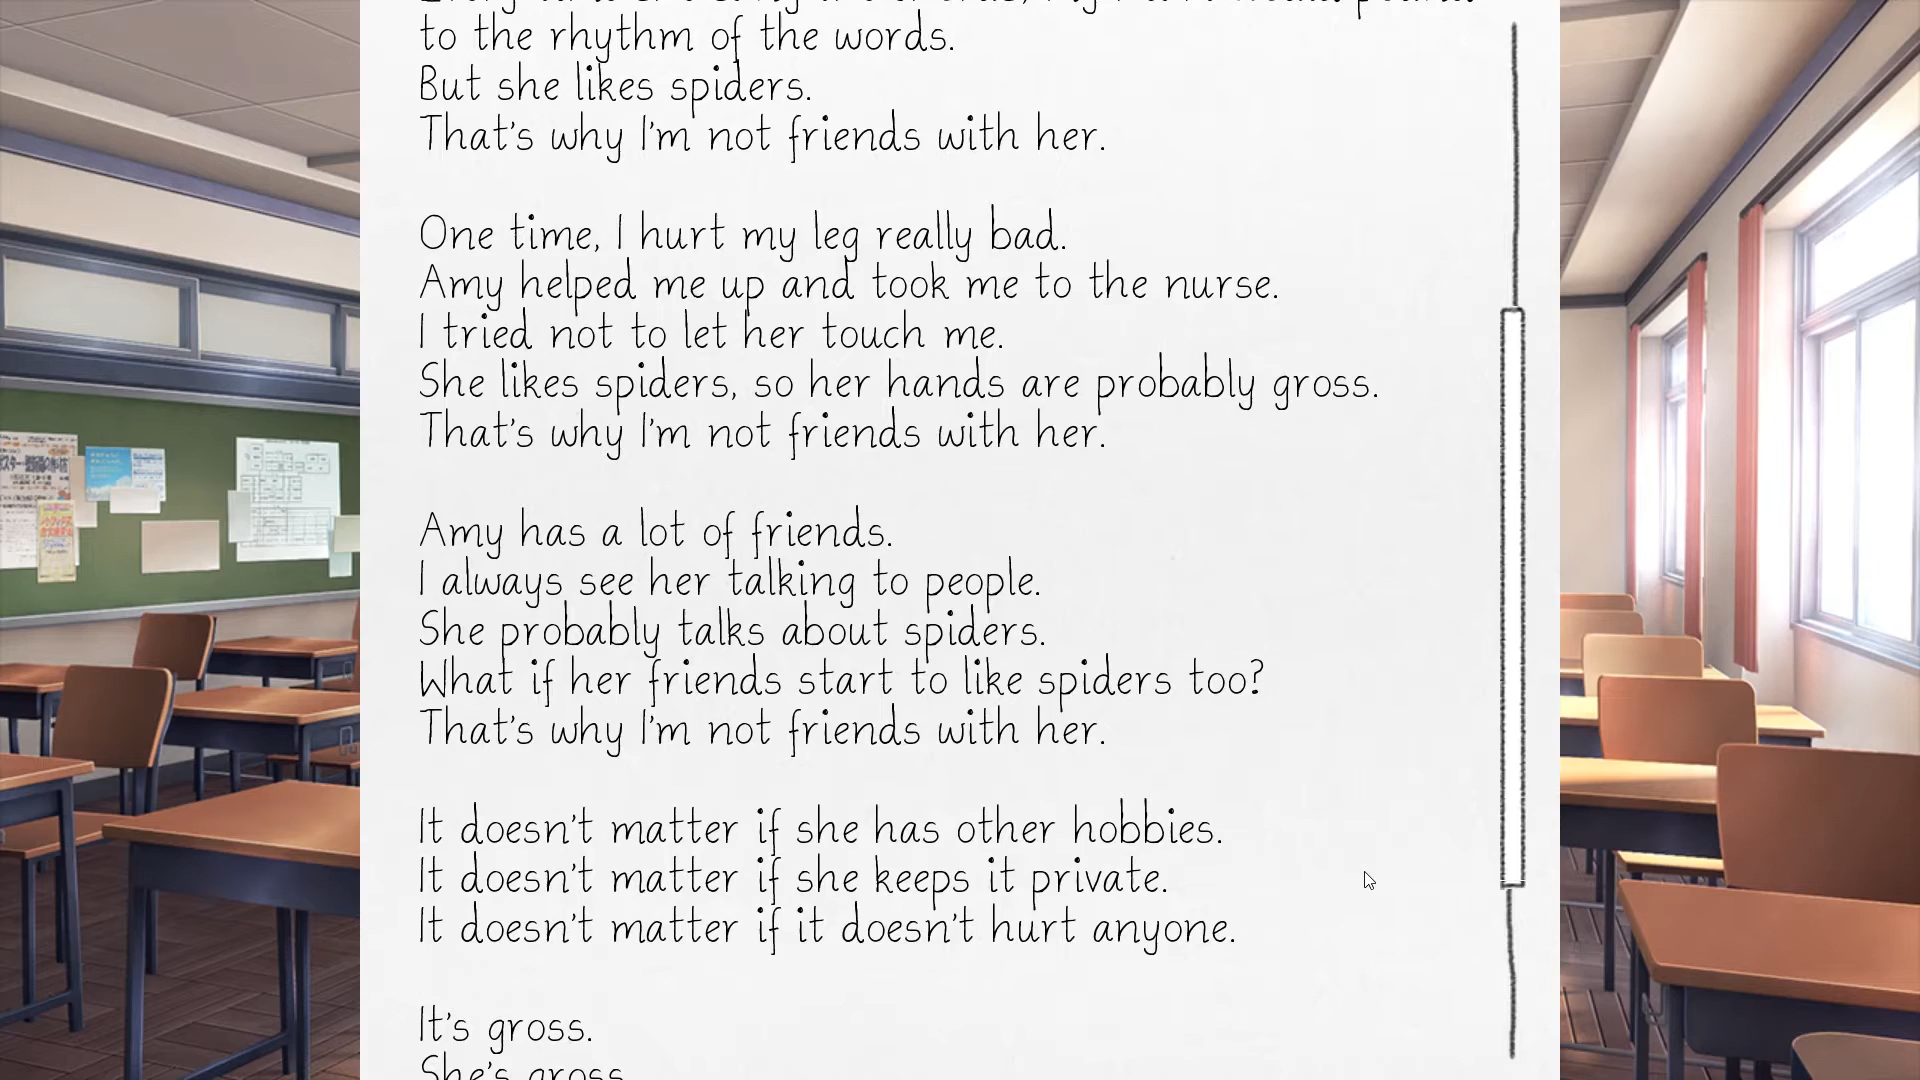 to the rhythm of the words.
But she likes spiders.
That's why I'm not friends with her.
One time, I hurt my leg really bad.
Amy helped me up and took me to the nurse.
I tried not to let her touch me.
She likes spiders, so her hands are probably gross.
That's why I'm not friends with her.
Amy has a lot of friends.
I always see her talking to people.
She probably talks about spiders.
What if her friends start to like spiders too?
That's why I'm not friends with her.
It doesn't matter if she has other hobbies.
It doesn't matter if she keeps it private.
It doesn't matter if it doesn't hurt anyone.
It's gross.
She's gross